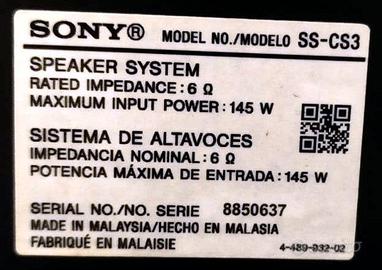 SONY® MODEL NO./MODELO SS-CS3
SPEAKER SYSTEM
RATED IMPEDANCE: 6 Ω
MAXIMUM INPUT POWER: 145 W
SISTEMA DE ALTAVOCES
IMPEDANCIA NOMINAL: 6 Ω
POTENCIA MÁXIMA DE ENTRADA: 145 W
SERIAL NO./NO. SERIE 8850637
MADE IN MALAYSIA/HECHO EN MALASIA
FABRIQUÉ EN MALAISIE
4-489-932-02